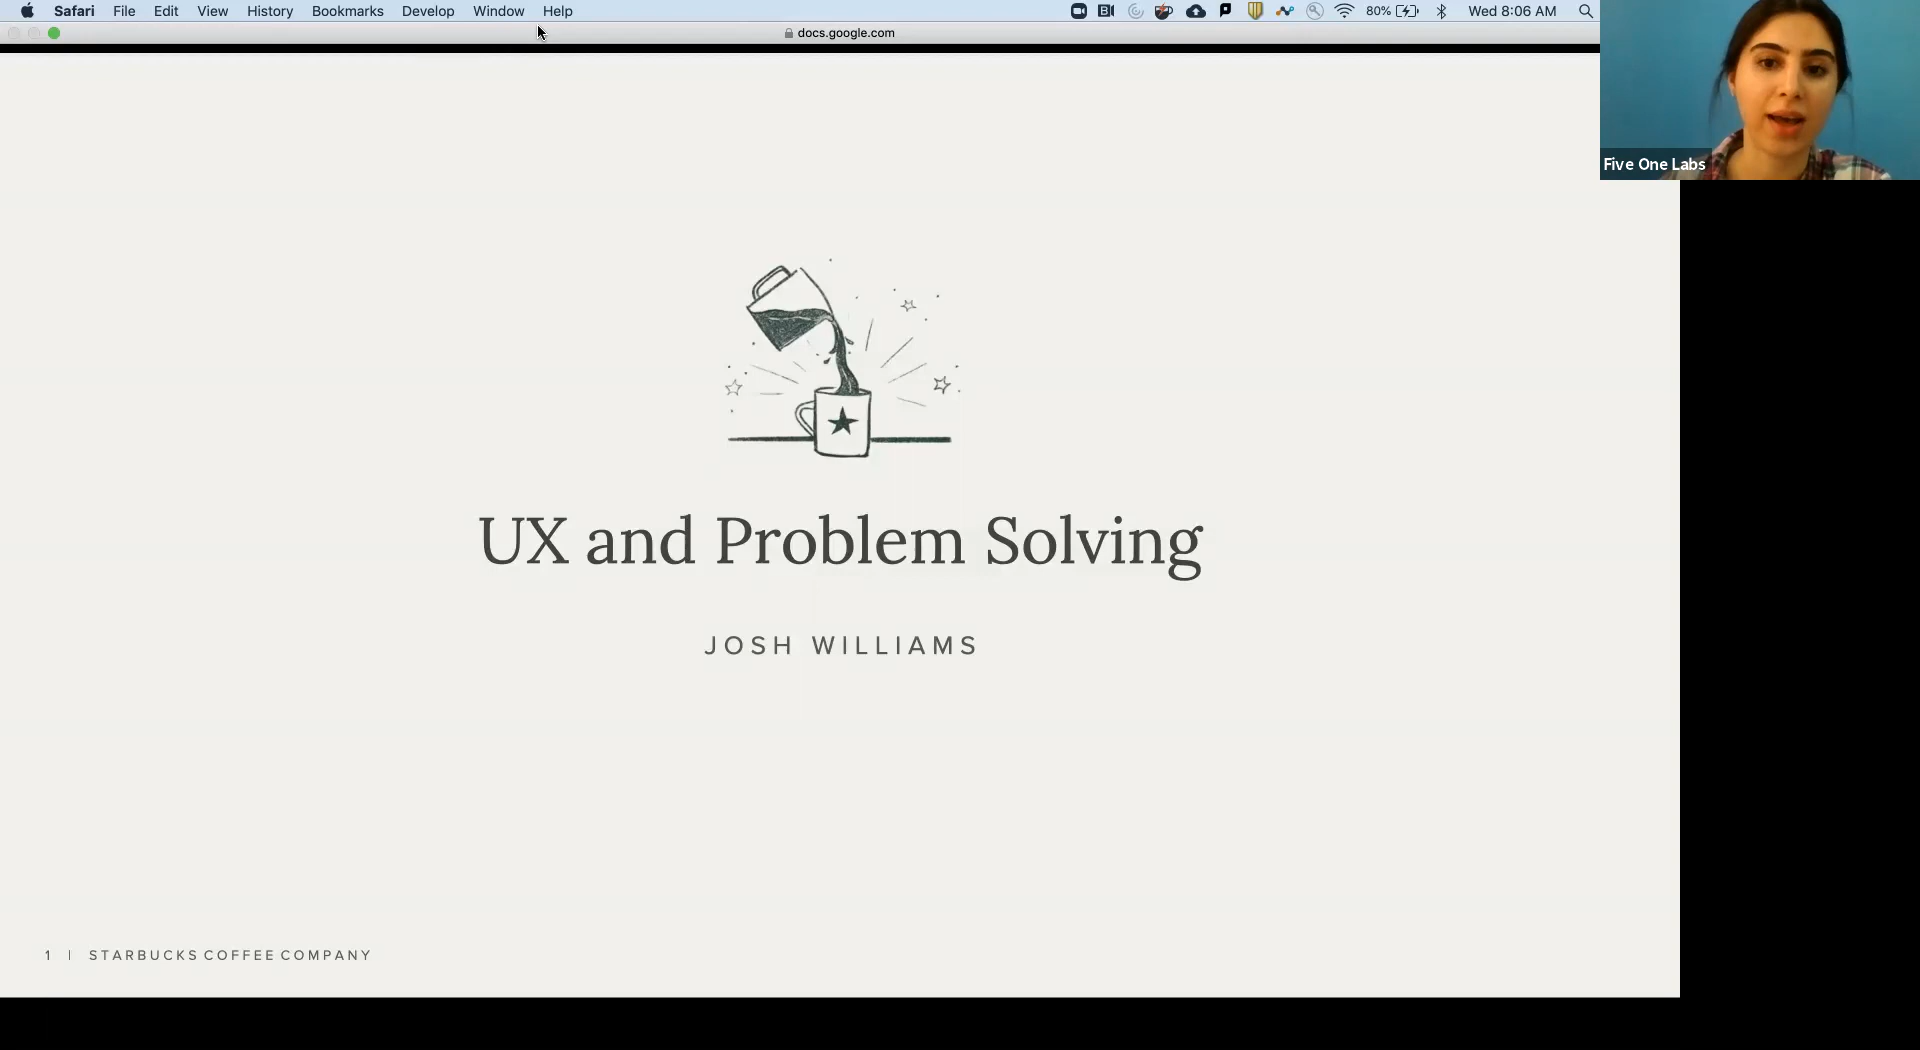 Safari File Edit View History Bookmarks Develop Window Help 80% Wed 8:06 AM
docs.google.com
Five One Labs
UX and Problem Solving
JOSH WILLIAMS
1 | STARBUCKS COFFEE COMPANY